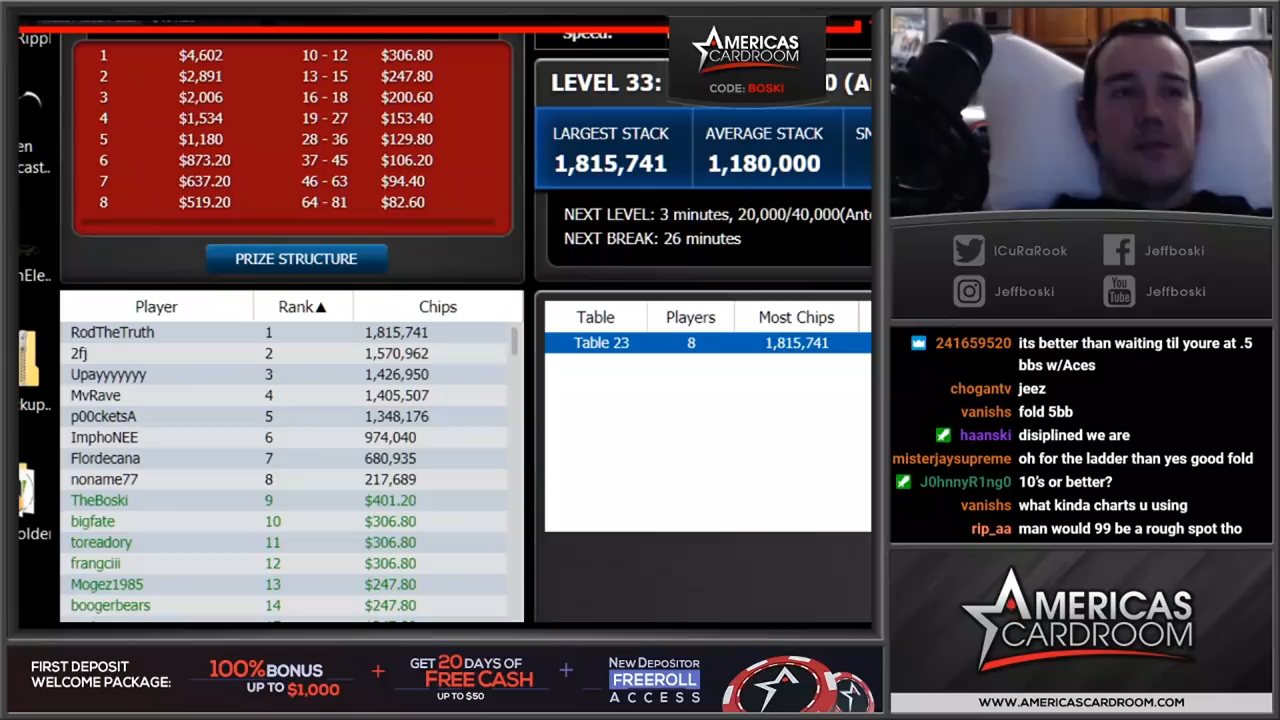 Rippl
en
cast..
nEle..
kup..
older
1 $4,602 10 - 12 $306.80
2 $2,891 13 - 15 $247.80
3 $2,006 16 - 18 $200.60
4 $1,534 19 - 27 $153.40
5 $1,180 28 - 36 $129.80
6 $873.20 37 - 45 $106.20
7 $637.20 46 - 63 $94.40
8 $519.20 64 - 81 $82.60
PRIZE STRUCTURE
Player Rank▲ Chips
RodTheTruth 1 1,815,741
2fj 2 1,570,962
Upayyyyyyy 3 1,426,950
MvRave 4 1,405,507
p00cketsA 5 1,348,176
ImphoNEE 6 974,040
Flordecana 7 680,935
noname77 8 217,689
TheBoski 9 $401.20
bigfate 10 $306.80
toreadory 11 $306.80
frangciii 12 $306.80
Mogez1985 13 $247.80
boogerbears 14 $247.80
Speed:
AMERICAS
CARDROOM
CODE: BOSKI
LEVEL 33: 0 (A
LARGEST STACK AVERAGE STACK SM
1,815,741 1,180,000
NEXT LEVEL: 3 minutes, 20,000/40,000(Ante
NEXT BREAK: 26 minutes
Table Players Most Chips
Table 23 8 1,815,741
ICuRaRook Jeffboski
Jeffboski You Tube Jeffboski
241659520 its better than waiting til youre at .5
bbs w/Aces
chogantv jeez
vanishs fold 5bb
haanski disiplined we are
misterjaysupreme oh for the ladder than yes good fold
J0hnnyR1ng0 10's or better?
vanishs what kinda charts u using
rip_aa man would 99 be a rough spot tho
AMERICAS
CARDROOM
WWW.AMERICASCARDROOM.COM
FIRST DEPOSIT
WELCOME PACKAGE:
100% BONUS
UP TO $1,000
+
GET 20 DAYS OF
FREE CASH
UP TO $50
+
NEW DEPOSITOR
FREEROLL
ACCESS